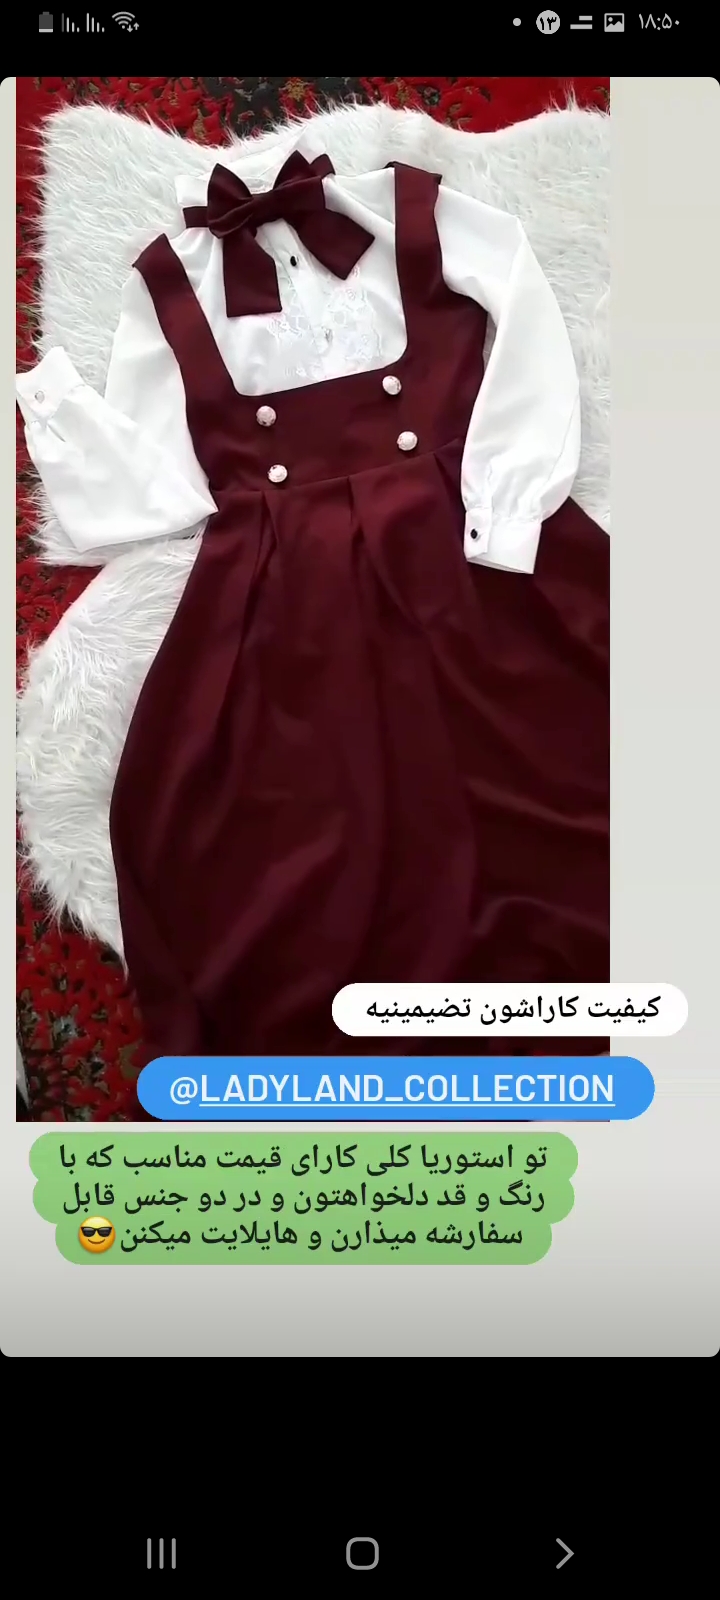 ۱۸:۵۰
۱۳
کیفیت کاراشون تضیمینیه
@LADYLAND_COLLECTION
تو استوریا کلی کارای قیمت مناسب که با
رنگ و قد دلخواهتون و در دو جنس قابل
سفارشه میذارن و هایلایت میکنن😎